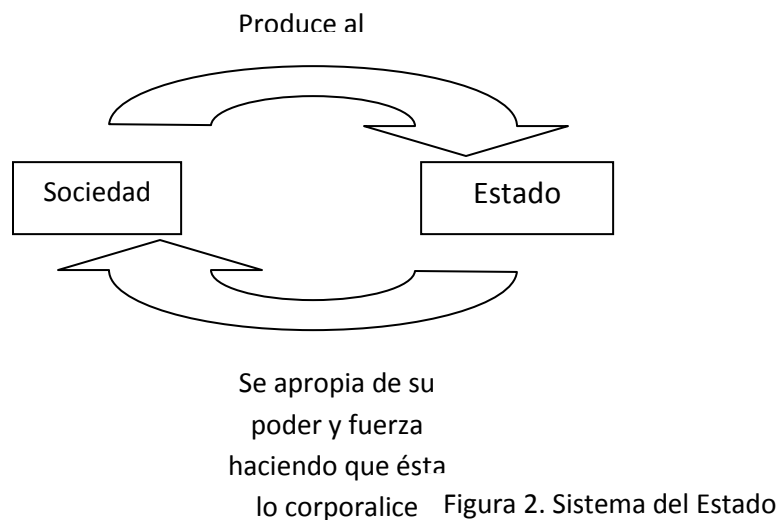 Produce al
Sociedad
Estado
Se apropia de su
poder y fuerza
haciendo que ésta
lo corporalice
Figura 2. Sistema del Estado